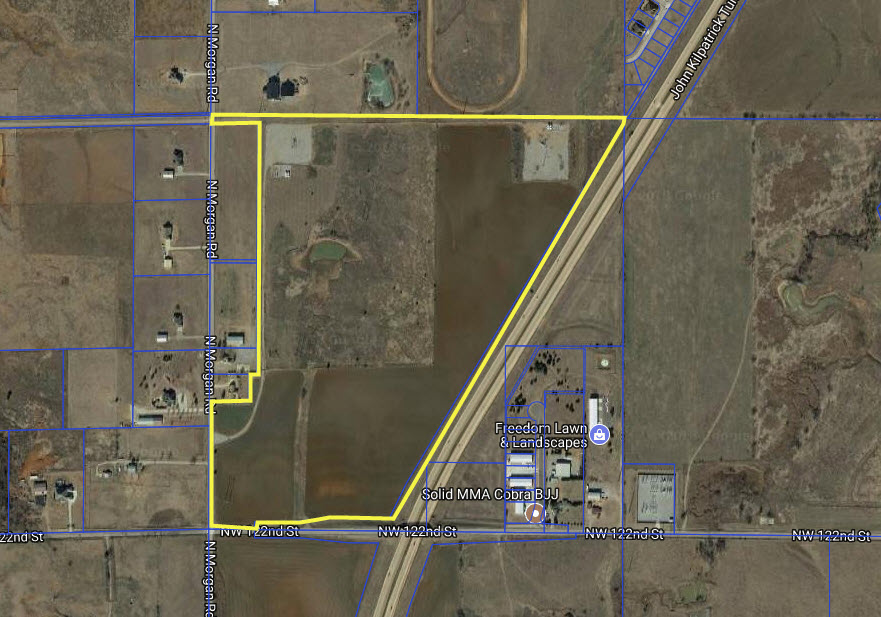 N Morgan Rd
John Kilpatrick Tur
N Morgan Rd
N Morgan Rd
Freedom Lawn
& Landscapes
Solid MMA Cobra BJJ
22nd St
NW 122nd St
NW 122nd St
NW 122nd St
NW 122nd St
N Morgan Rd